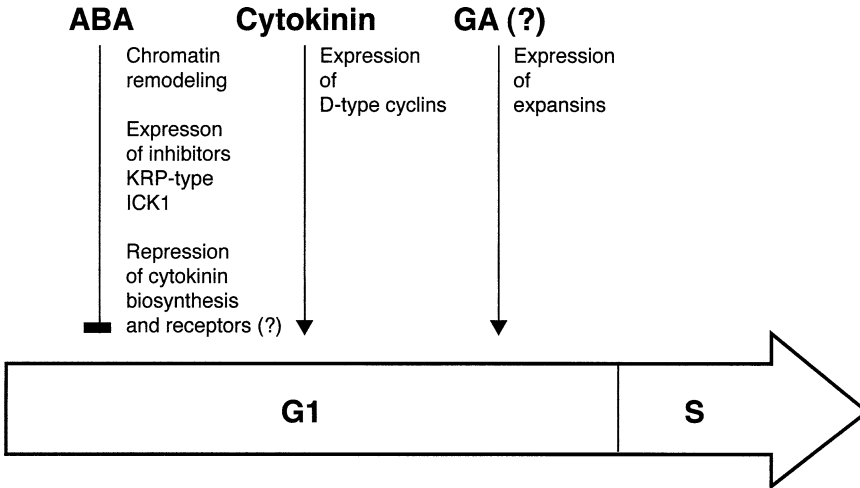 ABA
Chromatin
remodeling
Expresson
of inhibitors
KRP-type
ICK1
Repression
of cytokinin
biosynthesis
and receptors (?)
Cytokinin
Expression
of
D-type cyclins
GA (?)
Expression
of
expansins
G1
S